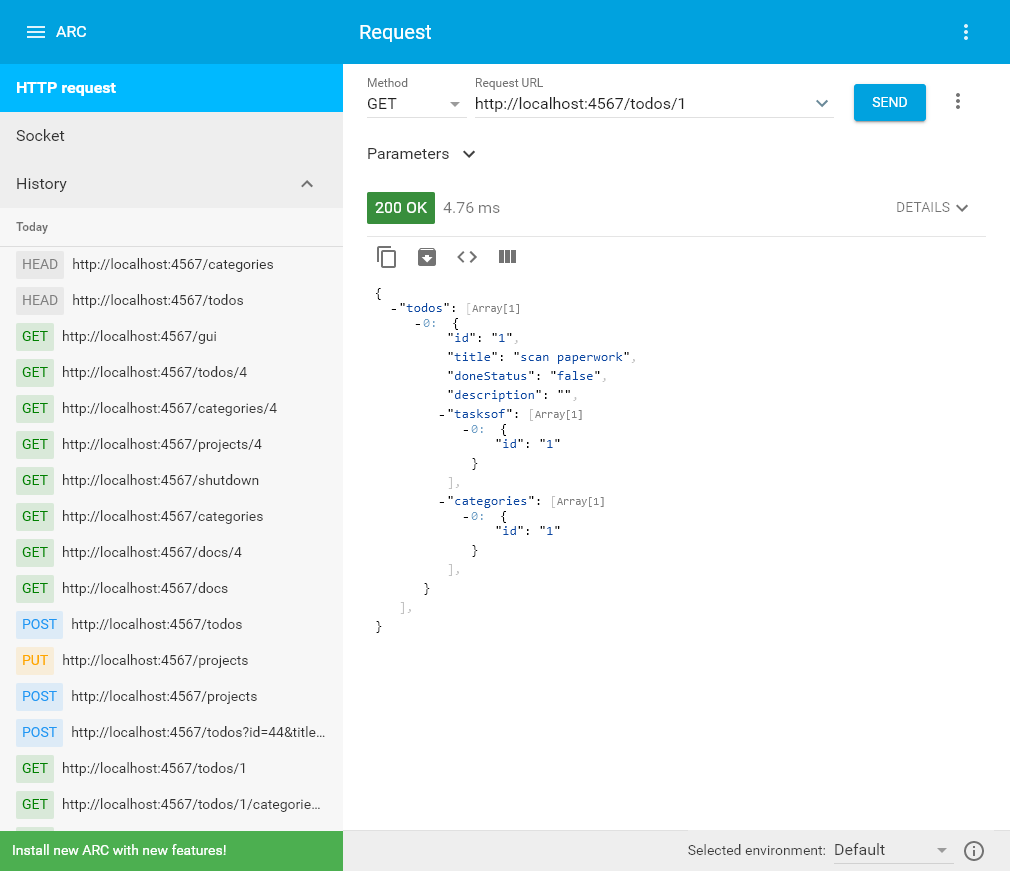 ARC
Request
HTTP request
Socket
History
Today
HEAD http://localhost:4567/categories
HEAD http://localhost:4567/todos
GET http://localhost:4567/gui
GET http://localhost:4567/todos/4
GET http://localhost:4567/categories/4
GET http://localhost:4567/projects/4
GET http://localhost:4567/shutdown
GET http://localhost:4567/categories
GET http://localhost:4567/docs/4
GET http://localhost:4567/docs
POST http://localhost:4567/todos
PUT http://localhost:4567/projects
POST http://localhost:4567/projects
POST http://localhost:4567/todos?id=44&title...
GET http://localhost:4567/todos/1
GET http://localhost:4567/todos/1/categorie...
Install new ARC with new features!
Method
GET
Request URL
http://localhost:4567/todos/1
SEND
Parameters
200 OK 4.76 ms
DETAILS
{
-"todos": [Array[1]
-0: {
"id": "1",
"title": "scan paperwork",
"doneStatus": "false",
"description": "",
-"tasksof": [Array[1]
-0: {
"id": "1"
}
],
-"categories": [Array[1]
-0: {
"id": "1"
}
],
}
],
}
Selected environment: Default